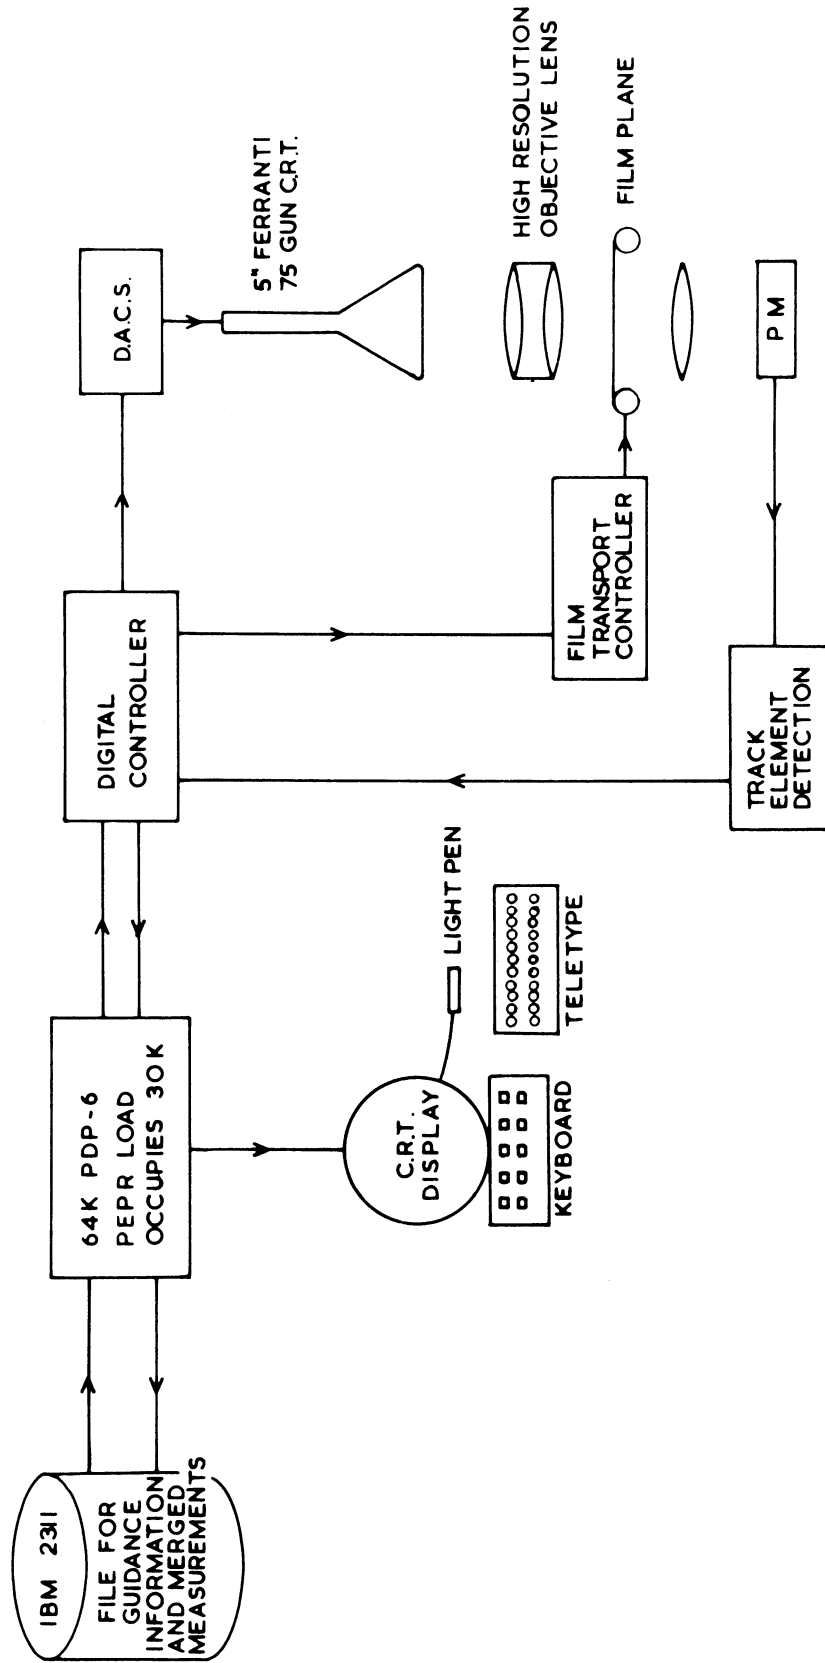 IBM 2311
FILE FOR
GUIDANCE
INFORMATION
AND MERGED
MEASUREMENTS
64K PDP-6
PEPR LOAD
OCCUPIES 30K
C.R.T.
DISPLAY
KEYBOARD
LIGHT PEN
TELETYPE
DIGITAL
CONTROLLER
D.A.C.S.
5" FERRANTI
75 GUN C.R.T.
HIGH RESOLUTION
OBJECTIVE LENS
FILM PLANE
FILM
TRANSPORT
CONTROLLER
PM
TRACK
ELEMENT
DETECTION